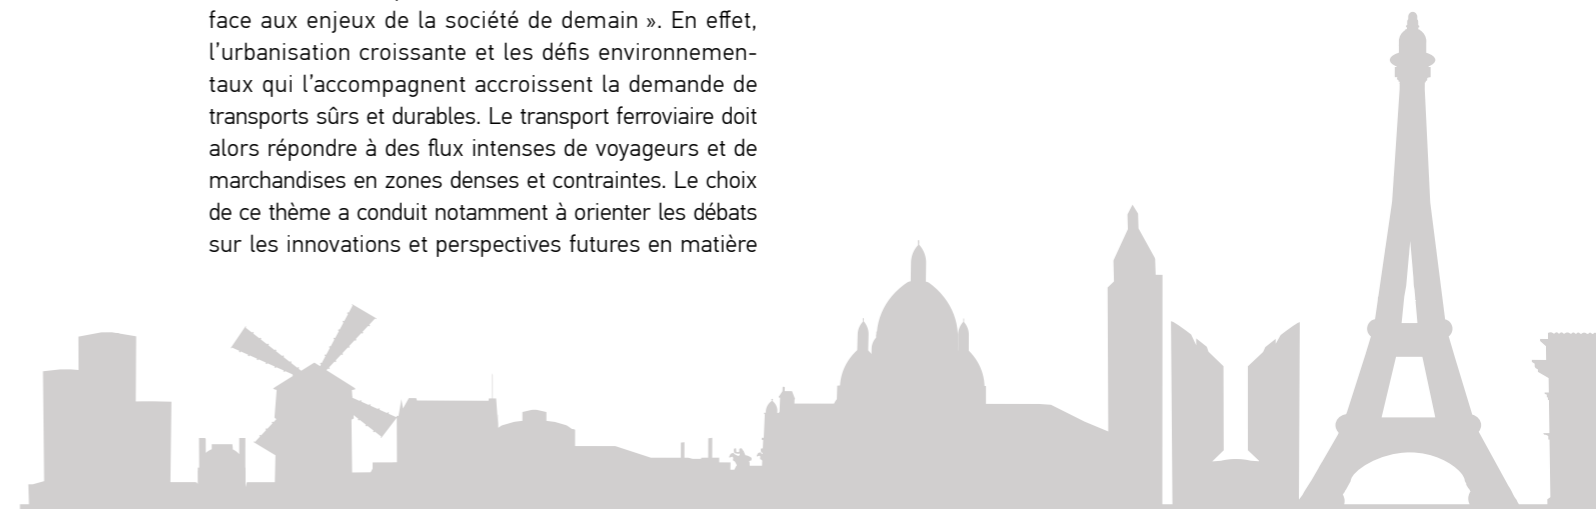 face aux enjeux de la société de demain ». En effet,
l'urbanisation croissante et les défis environnemen-
taux qui l'accompagnent accroissent la demande de
transports sûrs et durables. Le transport ferroviaire doit
alors répondre à des flux intenses de voyageurs et de
marchandises en zones denses et contraintes. Le choix
de ce thème a conduit notamment à orienter les débats
sur les innovations et perspectives futures en matière